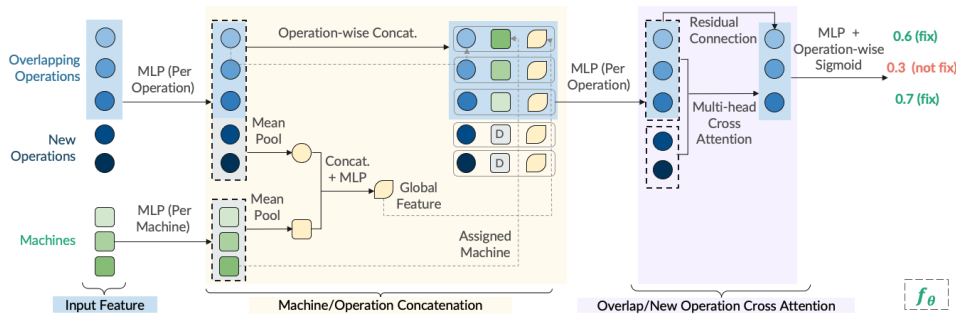 Overlapping
Operations
New
Operations
Machines
Input Feature
MLP (Per
Operation)
MLP (Per
Machine)
Operation-wise Concat.
Mean
Pool
Concat.
+ MLP
Mean
Pool
Global
Feature
Assigned
Machine
D
D
Machine/Operation Concatenation
MLP (Per
Operation)
Residual
Connection
Multi-head
Cross
Attention
Overlap/New Operation Cross Attention
MLP +
Operation-wise
Sigmoid
0.6 (fix)
0.3 (not fix)
0.7 (fix)
fθ